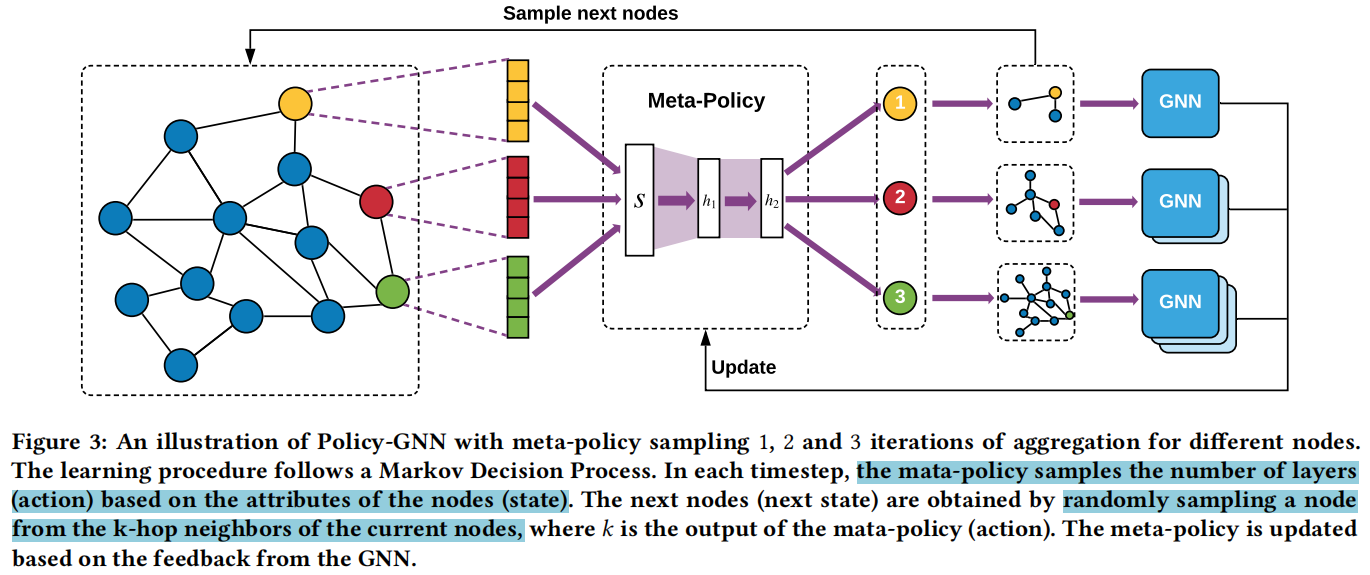 Sample next nodes
Meta-Policy
S
h1
h2
1
2
3
GNN
GNN
GNN
Update
Figure 3: An illustration of Policy-GNN with meta-policy sampling 1, 2 and 3 iterations of aggregation for different nodes.
The learning procedure follows a Markov Decision Process. In each timestep, the mata-policy samples the number of layers
(action) based on the attributes of the nodes (state). The next nodes (next state) are obtained by randomly sampling a node
from the k-hop neighbors of the current nodes, where k is the output of the mata-policy (action). The meta-policy is updated
based on the feedback from the GNN.